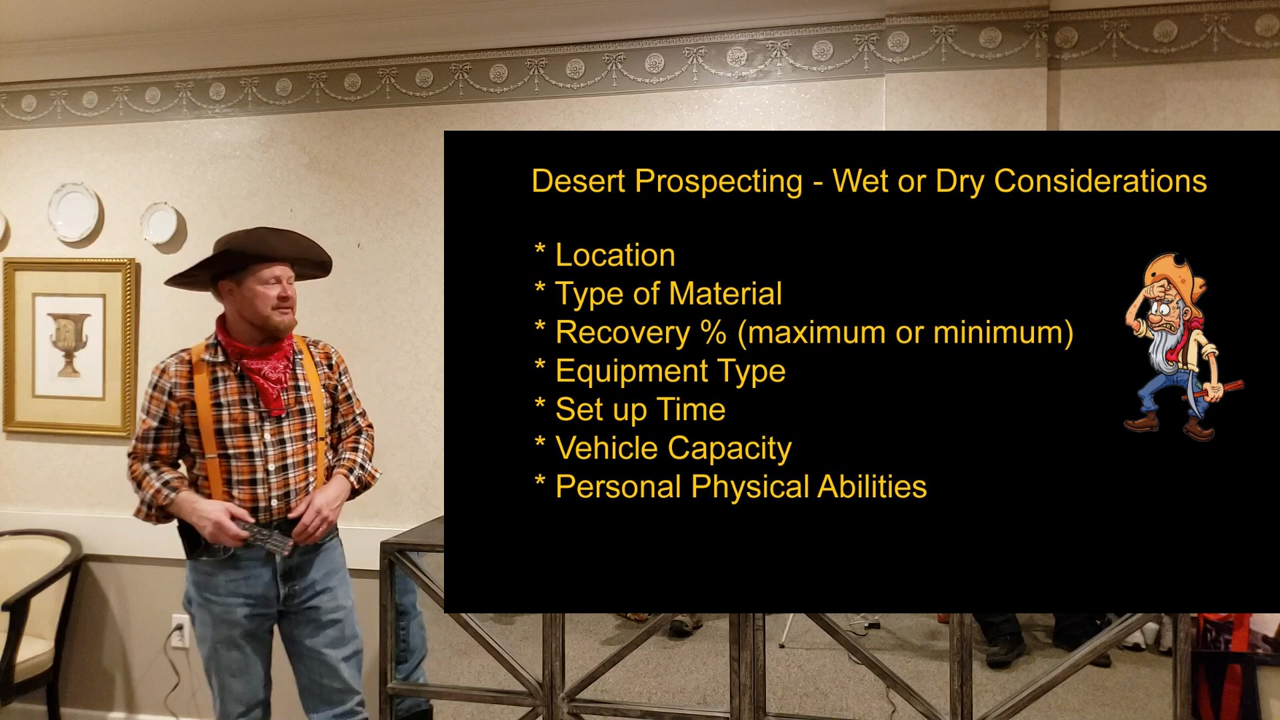 Desert Prospecting - Wet or Dry Considerations
* Location
* Type of Material
* Recovery % (maximum or minimum)
* Equipment Type
* Set up Time
* Vehicle Capacity
* Personal Physical Abilities